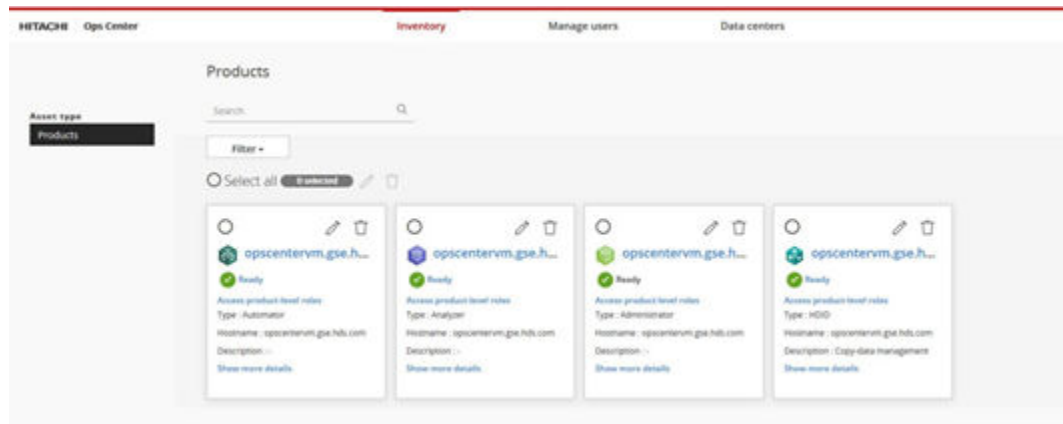 HITACHI Ops Center
Inventory
Manage users
Data centers
Products
Asset type
Products
Search
Filter
Select all 0 selected
opscentervm.gse.h...
Ready
Access product-level roles
Type : Automator
Hostname : opscentervm.gse.hds.com
Description : -
Show more details
opscentervm.gse.h...
Ready
Access product-level roles
Type : Analyzer
Hostname : opscentervm.gse.hds.com
Description : -
Show more details
opscentervm.gse.h...
Ready
Access product-level roles
Type : Administrator
Hostname : opscentervm.gse.hds.com
Description : -
Show more details
opscentervm.gse.h...
Ready
Access product-level roles
Type : HDID
Hostname : opscentervm.gse.hds.com
Description : Copy-data management
Show more details